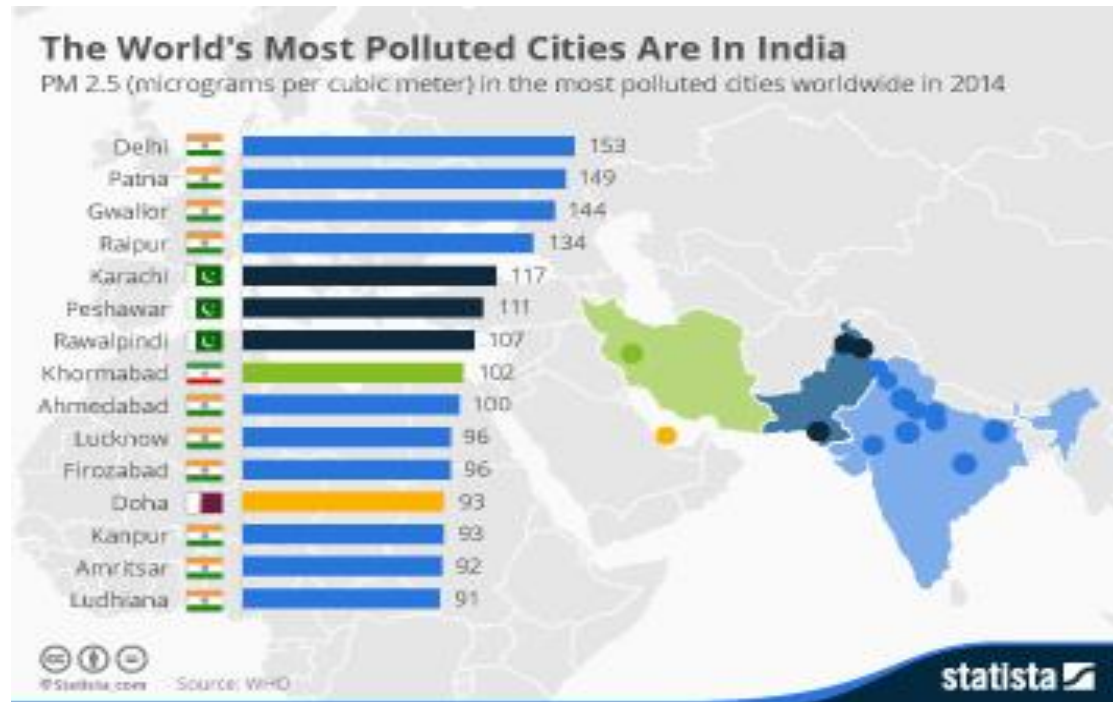 The World's Most Polluted Cities Are In India
PM 2.5 (micrograms per cubic meter) in the most polluted cities worldwide in 2014
Delhi 153
Patna 149
Gwalior 144
Raipur 134
Karachi 117
Peshawar 111
Rawalpindi 107
Khormabad 102
Ahmedabad 100
Lucknow 96
Firozabad 96
Doha 93
Kanpur 93
Amritsar 92
Ludhiana 91
cc
@Statista_com Source: WHO
statista